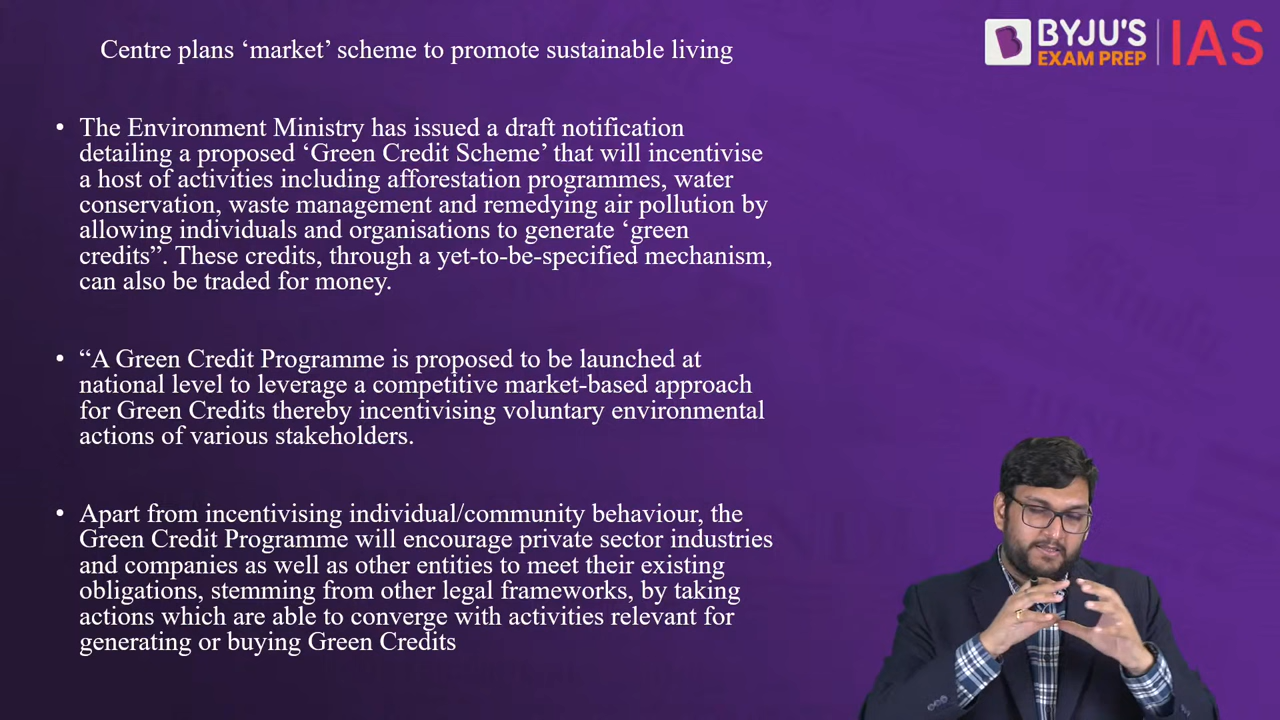 Centre plans ‘market’ scheme to promote sustainable living
BYJU'S
EXAM PREP
IAS
• The Environment Ministry has issued a draft notification
detailing a proposed ‘Green Credit Scheme’ that will incentivise
a host of activities including afforestation programmes, water
conservation, waste management and remedying air pollution by
allowing individuals and organisations to generate ‘green
credits”. These credits, through a yet-to-be-specified mechanism,
can also be traded for money.
• “A Green Credit Programme is proposed to be launched at
national level to leverage a competitive market-based approach
for Green Credits thereby incentivising voluntary environmental
actions of various stakeholders.
• Apart from incentivising individual/community behaviour, the
Green Credit Programme will encourage private sector industries
and companies as well as other entities to meet their existing
obligations, stemming from other legal frameworks, by taking
actions which are able to converge with activities relevant for
generating or buying Green Credits